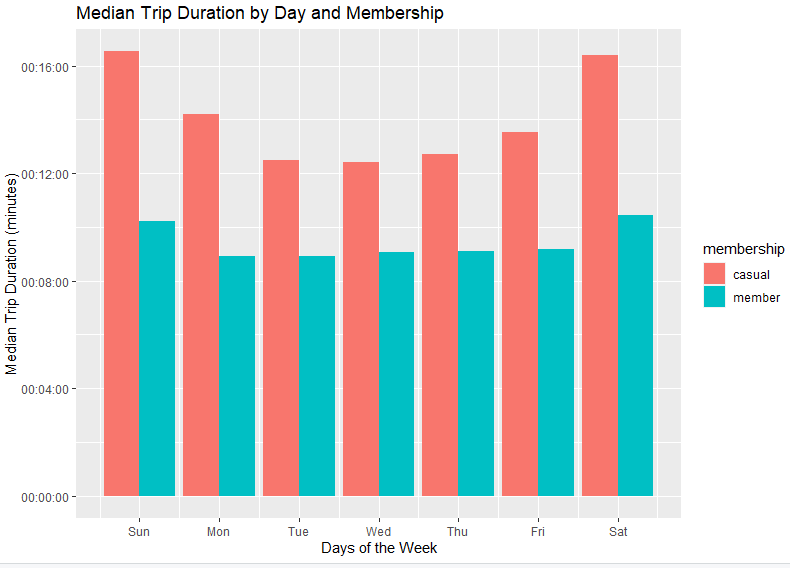 Median Trip Duration by Day and Membership
Median Trip Duration (minutes)
00:16:00
00:12:00
00:08:00
00:04:00
00:00:00
Sun Mon Tue Wed Thu Fri Sat
Days of the Week
membership
casual
member